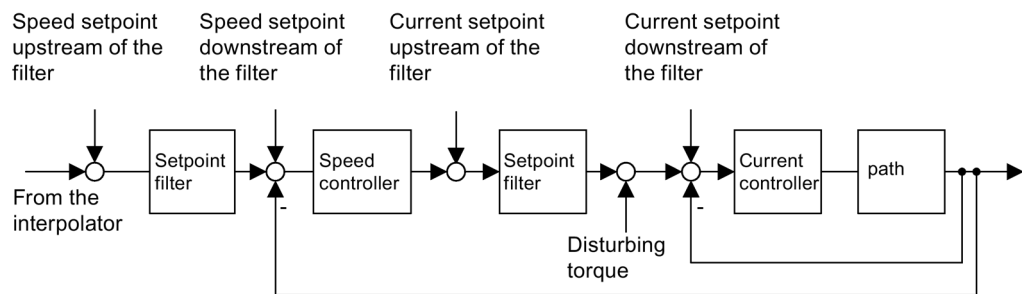 Speed setpoint
upstream of the
filter
Speed setpoint
downstream of
the filter
Current setpoint
upstream of the
filter
Current setpoint
downstream of
the filter
Setpoint
filter
Speed
controller
Setpoint
filter
Current
controller
path
From the
interpolator
-
-
Disturbing
torque